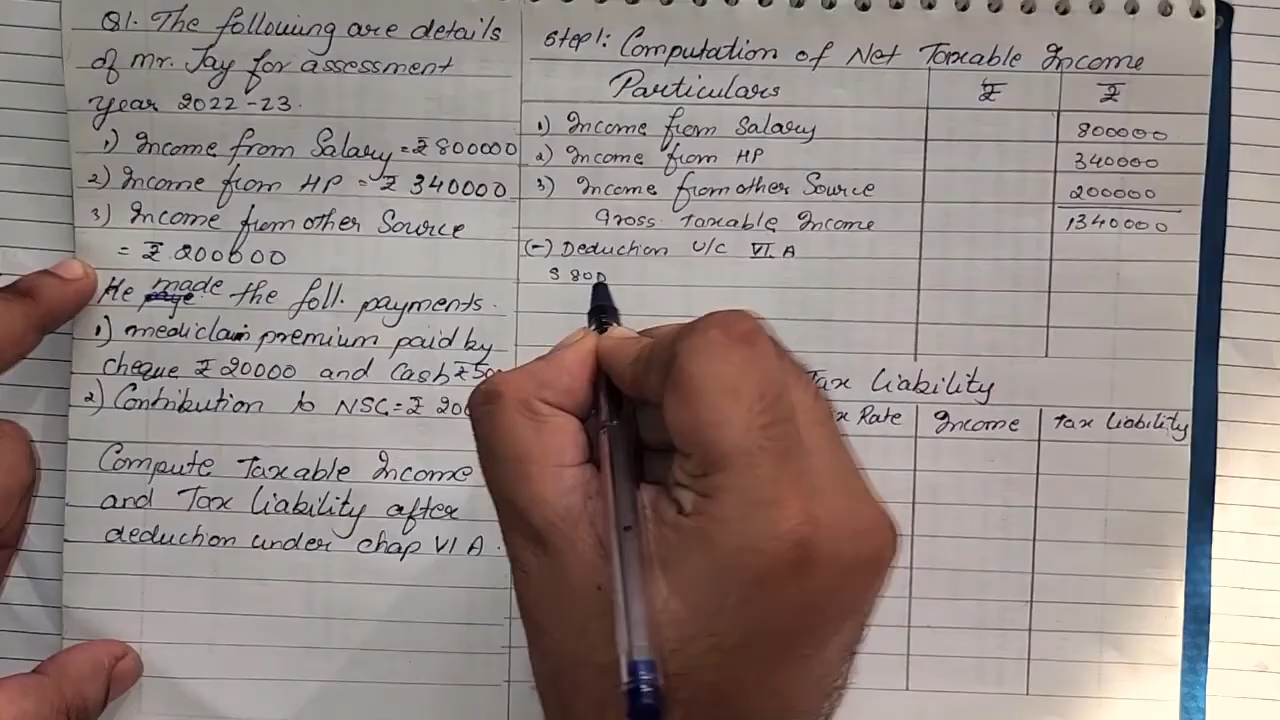 Q1. The following are details
of Mr. Jay for assessment
year 2022-23.
1) Income from Salary = ₹ 800000
2) Income from HP = ₹ 340000
3) Income from other Source
= ₹ 200000
He made the foll. payments.
1) mediclaim premium paid by
cheque ₹ 20000 and Cash ₹
2) Contribution to NSC = ₹
Compute Taxable Income
and Tax liability after
deduction under chap VI A.
Step 1: Computation of Net Taxable Income
Particulars ₹ ₹
1) Income from Salary 800000
2) Income from HP 340000
3) Income from other Source 200000
Gross Taxable Income 1340000
(-) Deduction U/C VI. A
S 80D
Tax liability
Rate Income Tax liability